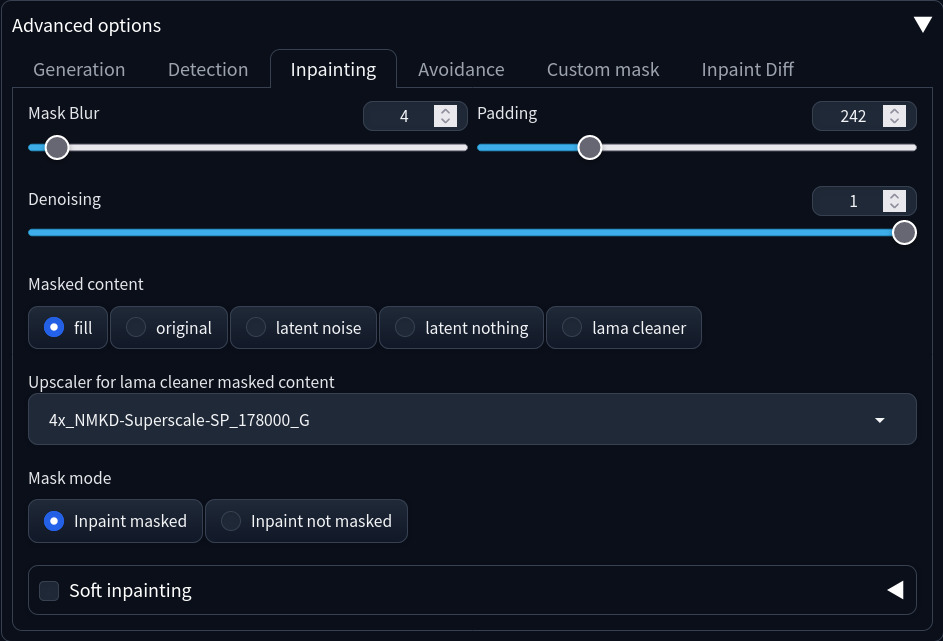 Advanced options
Generation Detection Inpainting Avoidance Custom mask Inpaint Diff
Mask Blur 4 Padding 242
Denoising 1
Masked content
fill original latent noise latent nothing lama cleaner
Upscaler for lama cleaner masked content
4x_NMKD-Superscale-SP_178000_G
Mask mode
Inpaint masked Inpaint not masked
Soft inpainting